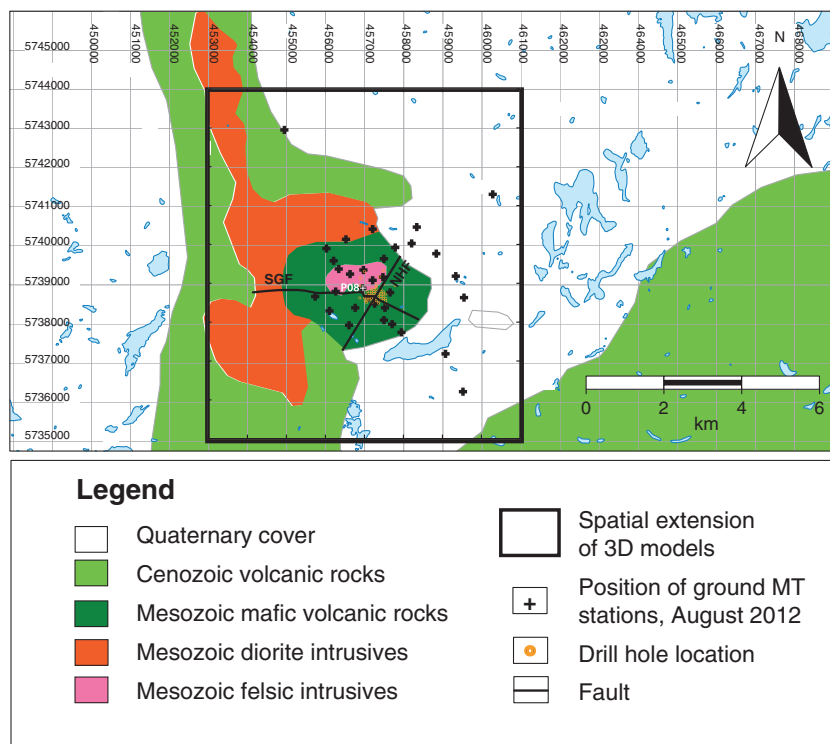 450000 451000 452000 453000 454000 455000 456000 457000 458000 459000 460000 461000 462000 463000 464000 465000 466000 467000 468000
N
5745000
5744000
5743000
5742000
5741000
5740000
5739000
5738000
5737000
5736000
5735000
SGF
P08
NHF
0 2 4 6
km
Legend
Quaternary cover
Cenozoic volcanic rocks
Mesozoic mafic volcanic rocks
Mesozoic diorite intrusives
Mesozoic felsic intrusives
Spatial extension
of 3D models
Position of ground MT
stations, August 2012
Drill hole location
Fault